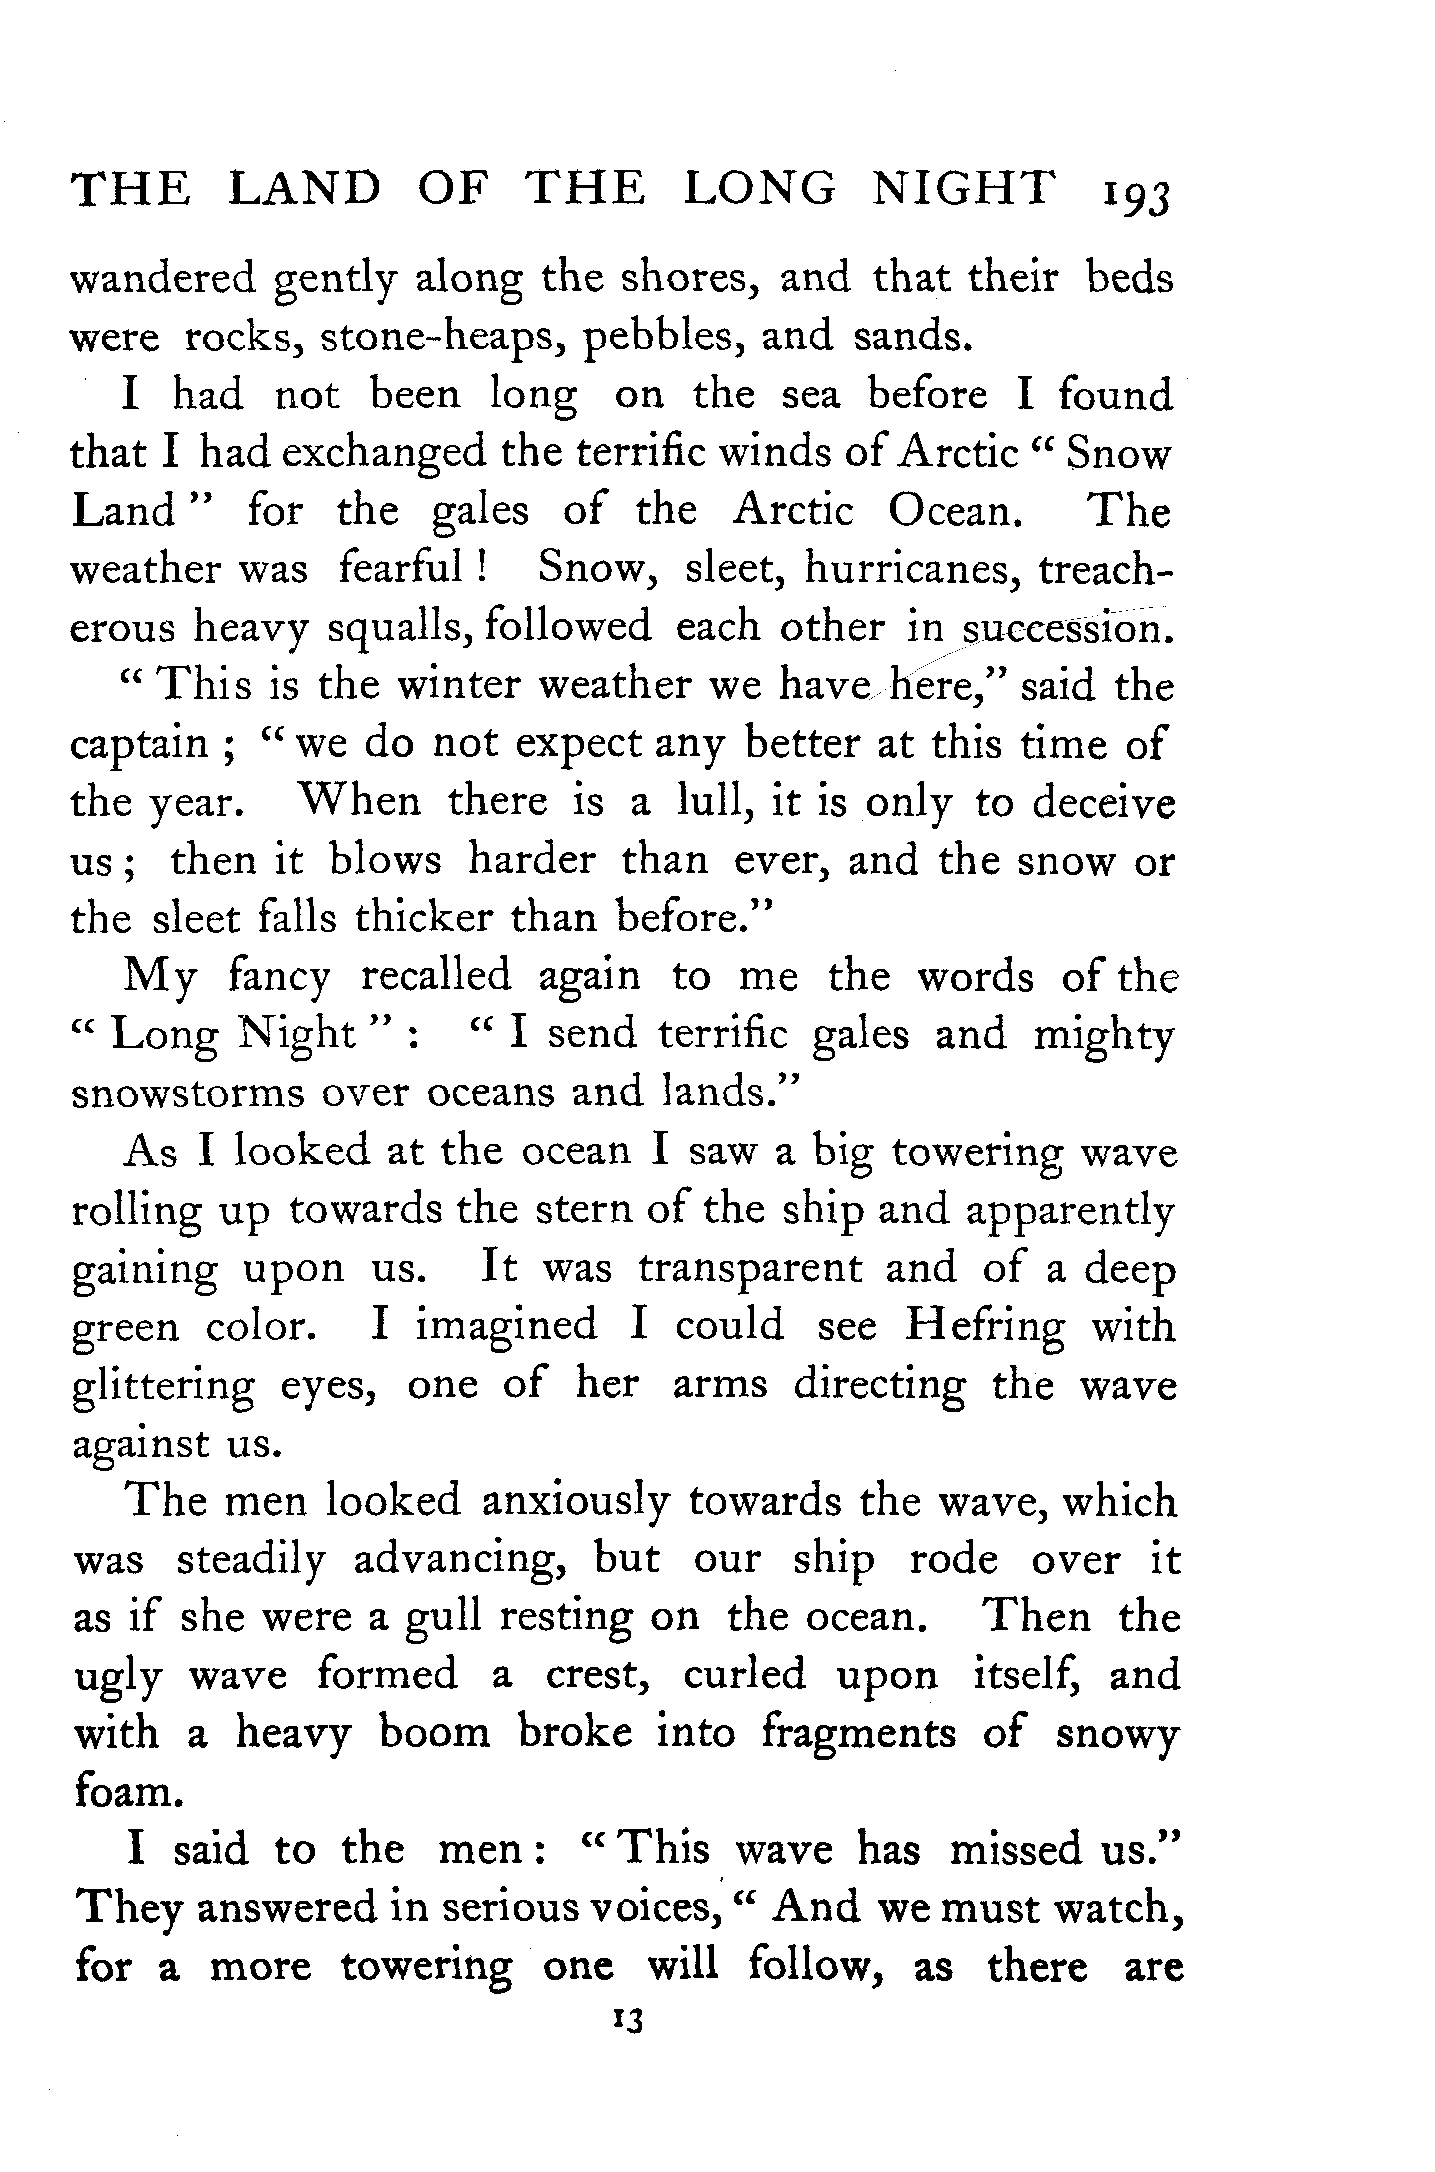 THE LAND OF THE LONG NIGHT 193
wandered gently along the shores, and that their beds
were rocks, stone-heaps, pebbles, and sands.
I had not been long on the sea before I found
that I had exchanged the terrific winds of Arctic “ Snow
Land ” for the gales of the Arctic Ocean. The
weather was fearful ! Snow, sleet, hurricanes, treach-
erous heavy squalls, followed each other in succession.
“ This is the winter weather we have here,” said the
captain ; “ we do not expect any better at this time of
the year. When there is a lull, it is only to deceive
us ; then it blows harder than ever, and the snow or
the sleet falls thicker than before.”
My fancy recalled again to me the words of the
“ Long Night ” : “ I send terrific gales and mighty
snowstorms over oceans and lands.”
As I looked at the ocean I saw a big towering wave
rolling up towards the stern of the ship and apparently
gaining upon us. It was transparent and of a deep
green color. I imagined I could see Hefring with
glittering eyes, one of her arms directing the wave
against us.
The men looked anxiously towards the wave, which
was steadily advancing, but our ship rode over it
as if she were a gull resting on the ocean. Then the
ugly wave formed a crest, curled upon itself, and
with a heavy boom broke into fragments of snowy
foam.
I said to the men : “ This wave has missed us.”
They answered in serious voices, “ And we must watch,
for a more towering one will follow, as there are
13